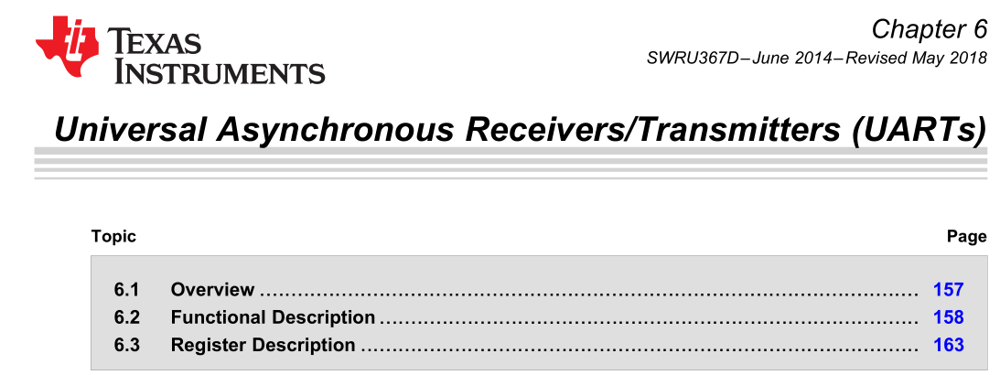 TEXAS
INSTRUMENTS
Chapter 6
SWRU367D–June 2014–Revised May 2018
Universal Asynchronous Receivers/Transmitters (UARTs)
Topic Page
6.1 Overview ........................................................................................................ 157
6.2 Functional Description ..................................................................................... 158
6.3 Register Description ........................................................................................ 163